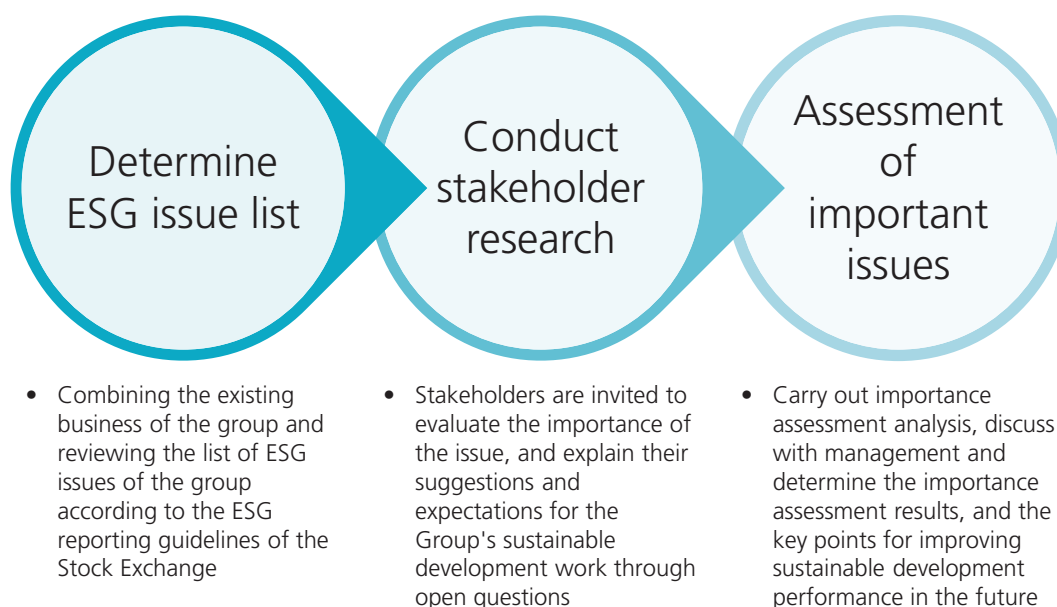 Determine
ESG issue list
Conduct
stakeholder
research
Assessment
of
important
issues
• Combining the existing
business of the group and
reviewing the list of ESG
issues of the group
according to the ESG
reporting guidelines of the
Stock Exchange
• Stakeholders are invited to
evaluate the importance of
the issue, and explain their
suggestions and
expectations for the
Group's sustainable
development work through
open questions
• Carry out importance
assessment analysis, discuss
with management and
determine the importance
assessment results, and the
key points for improving
sustainable development
performance in the future